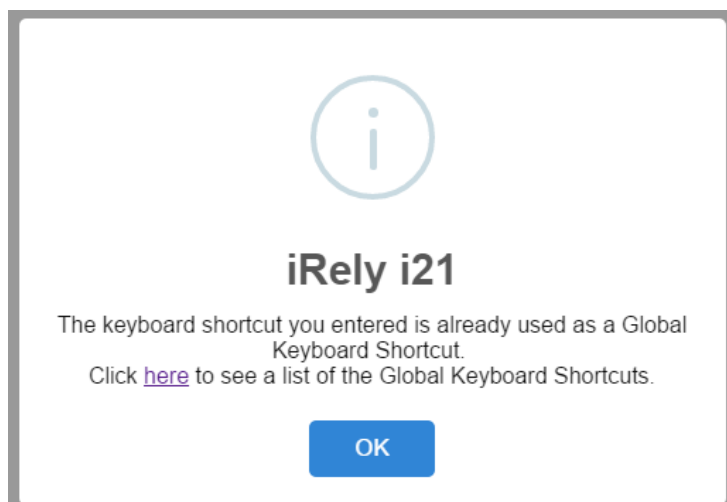 iRely i21
The keyboard shortcut you entered is already used as a Global
Keyboard Shortcut.
Click here to see a list of the Global Keyboard Shortcuts.
OK